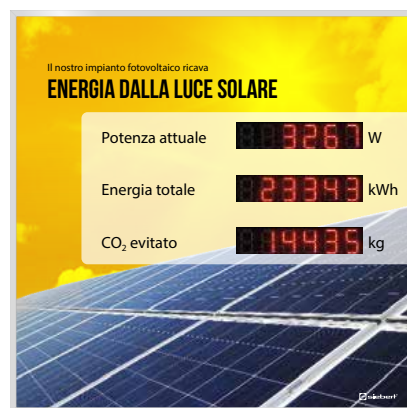 Il nostro impianto fotovoltaico ricava
ENERGIA DALLA LUCE SOLARE
Potenza attuale 3267 W
Energia totale 23343 kWh
CO₂ evitato 14435 kg
siebert